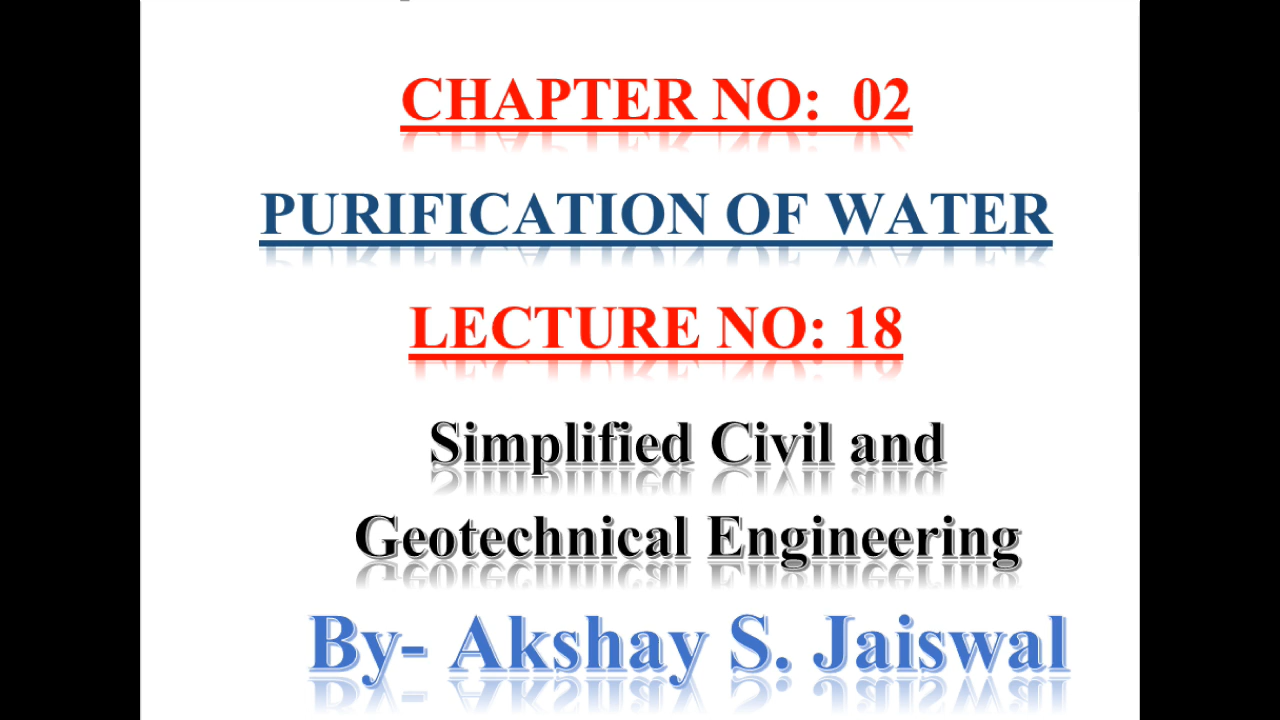 CHAPTER NO: 02
PURIFICATION OF WATER
LECTURE NO: 18
Simplified Civil and
Geotechnical Engineering
By- Akshay S. Jaiswal